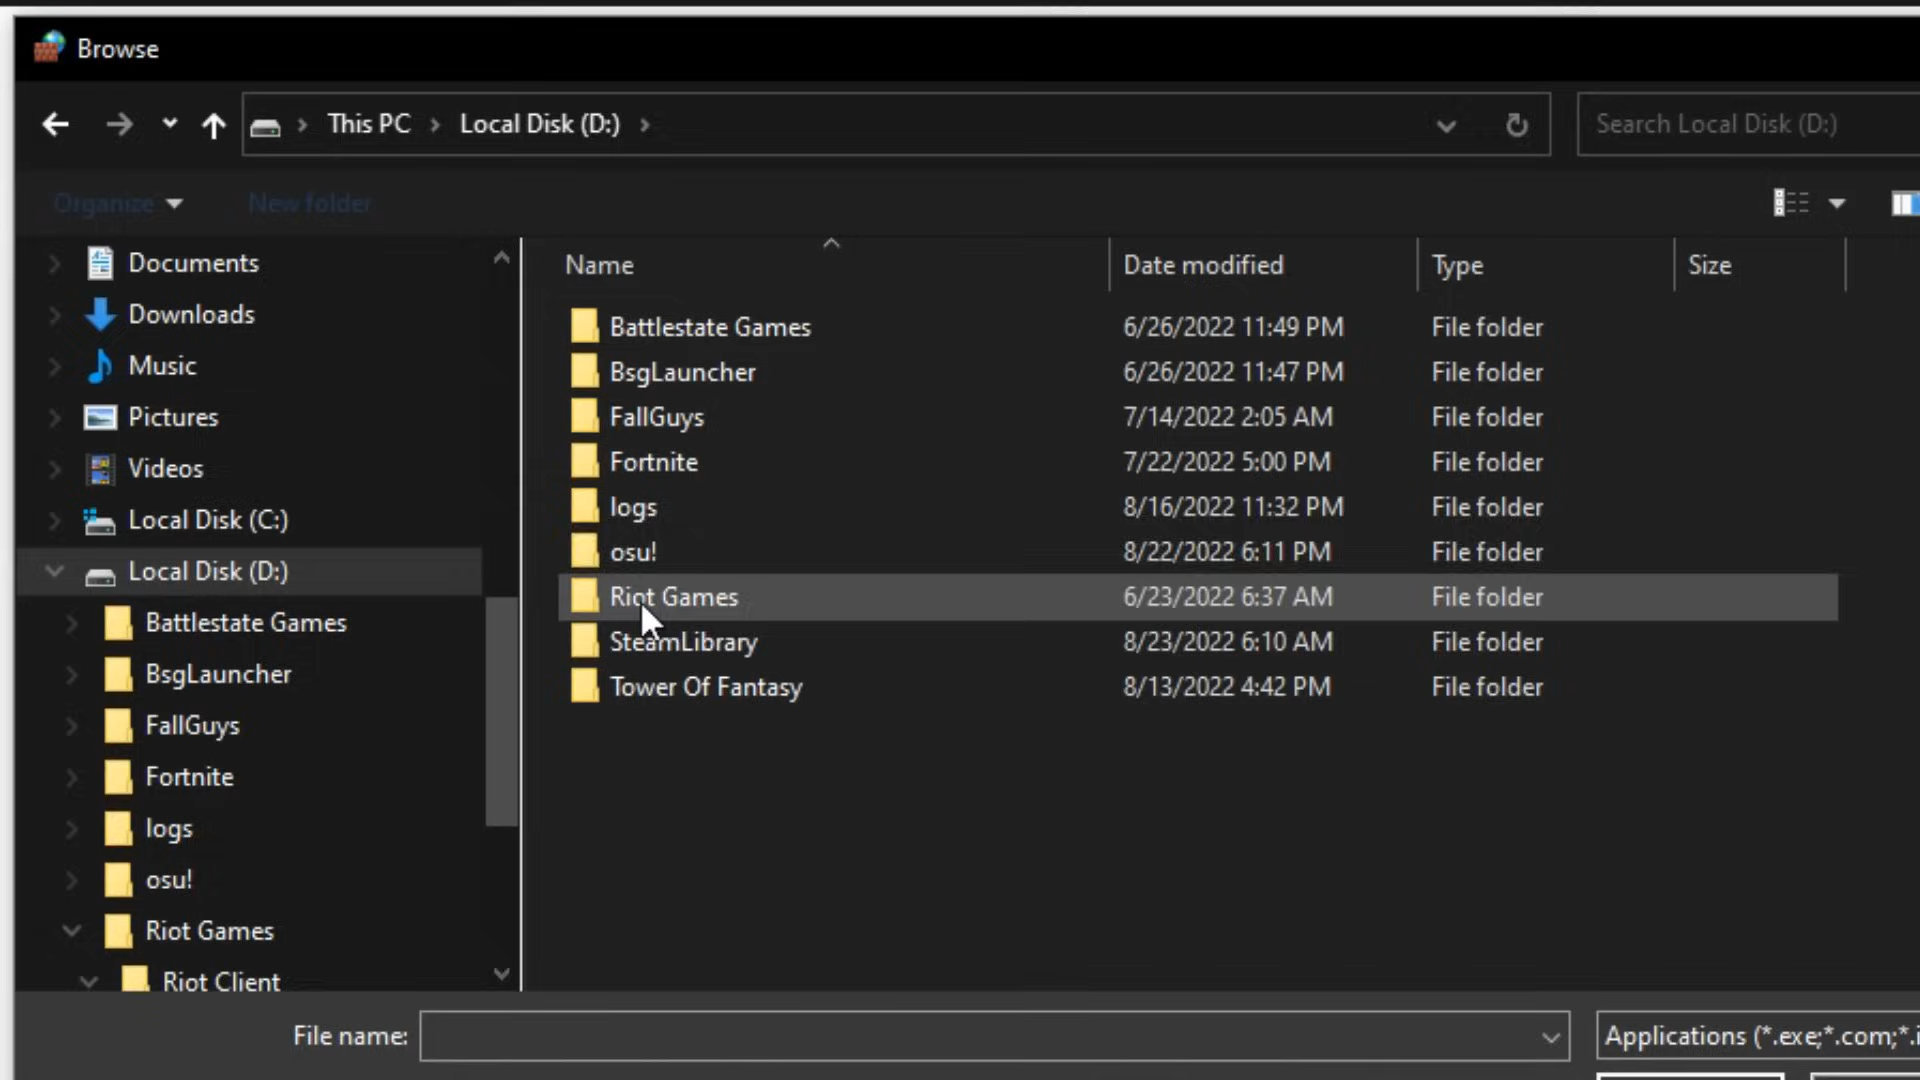 Browse
This PC
Local Disk (D:)
Search Local Disk (D:)
Organize
New folder
Documents
Downloads
Music
Pictures
Videos
Local Disk (C:)
Local Disk (D:)
Battlestate Games
BsgLauncher
FallGuys
Fortnite
logs
osu!
Riot Games
Riot Client
Name Date modified Type Size
Battlestate Games 6/26/2022 11:49 PM File folder
BsgLauncher 6/26/2022 11:47 PM File folder
FallGuys 7/14/2022 2:05 AM File folder
Fortnite 7/22/2022 5:00 PM File folder
logs 8/16/2022 11:32 PM File folder
osu! 8/22/2022 6:11 PM File folder
Riot Games 6/23/2022 6:37 AM File folder
SteamLibrary 8/23/2022 6:10 AM File folder
Tower Of Fantasy 8/13/2022 4:42 PM File folder
File name:
Applications (*.exe;*.com;*.i